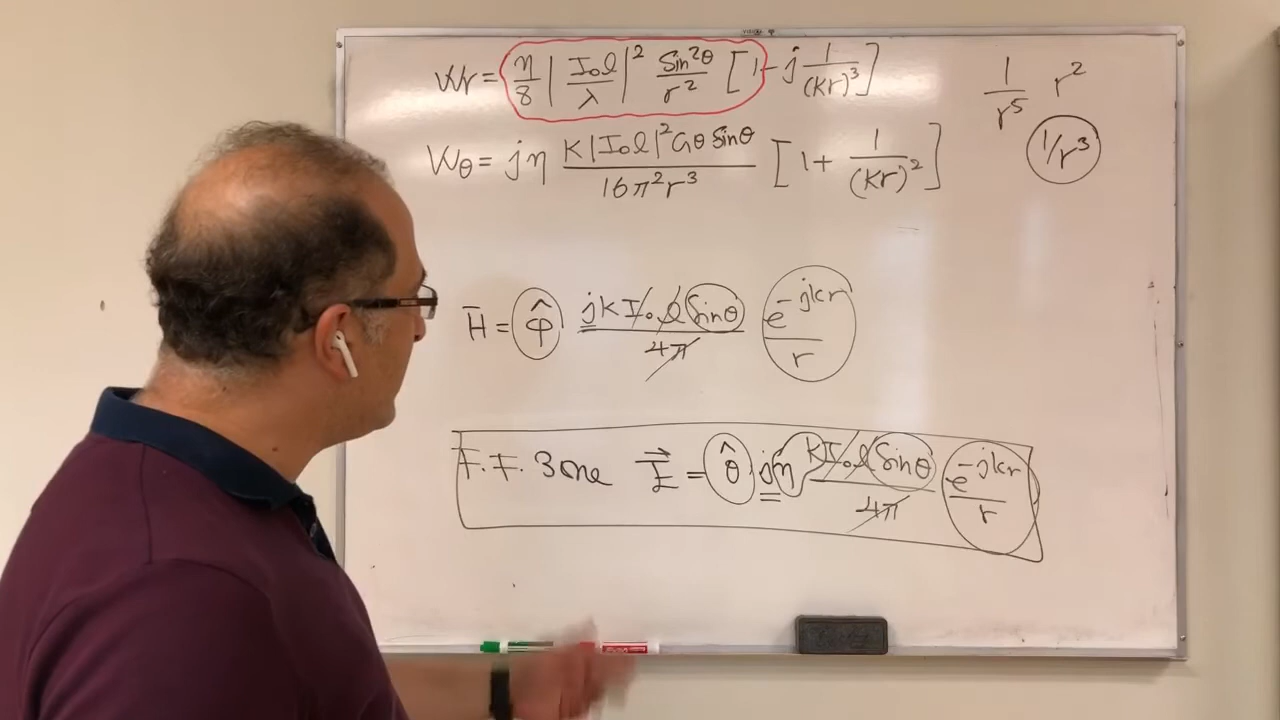 Wr = η/8 |I₀l/λ|² Sin²θ/r² [1 - j 1/(kr)³]
1/r⁵ r²
Wθ = jη K|I₀l|² Cosθ Sinθ / 16π²r³ [1 + 1/(kr)²]
1/r³
H̄ = φ̂ jkI₀l Sinθ / 4π e^-jkr / r
F.F. Zone E⃗ = θ̂ jη kI₀l Sinθ / 4π e^-jkr / r